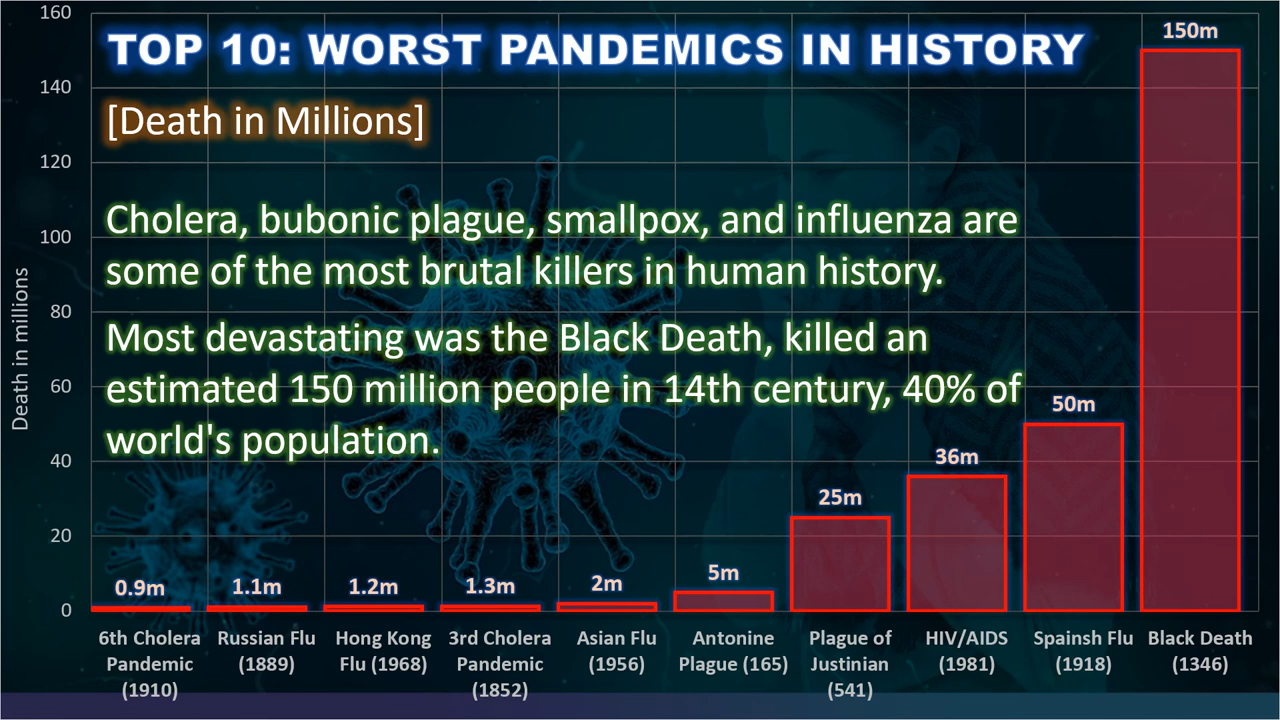 TOP 10: WORST PANDEMICS IN HISTORY
[Death in Millions]
Cholera, bubonic plague, smallpox, and influenza are
some of the most brutal killers in human history.
Most devastating was the Black Death, killed an
estimated 150 million people in 14th century, 40% of
world's population.
Death in millions
160
140
120
100
80
60
40
20
0
0.9m
1.1m
1.2m
1.3m
2m
5m
25m
36m
50m
150m
6th Cholera
Pandemic
(1910)
Russian Flu
(1889)
Hong Kong
Flu (1968)
3rd Cholera
Pandemic
(1852)
Asian Flu
(1956)
Antonine
Plague (165)
Plague of
Justinian
(541)
HIV/AIDS
(1981)
Spainsh Flu
(1918)
Black Death
(1346)